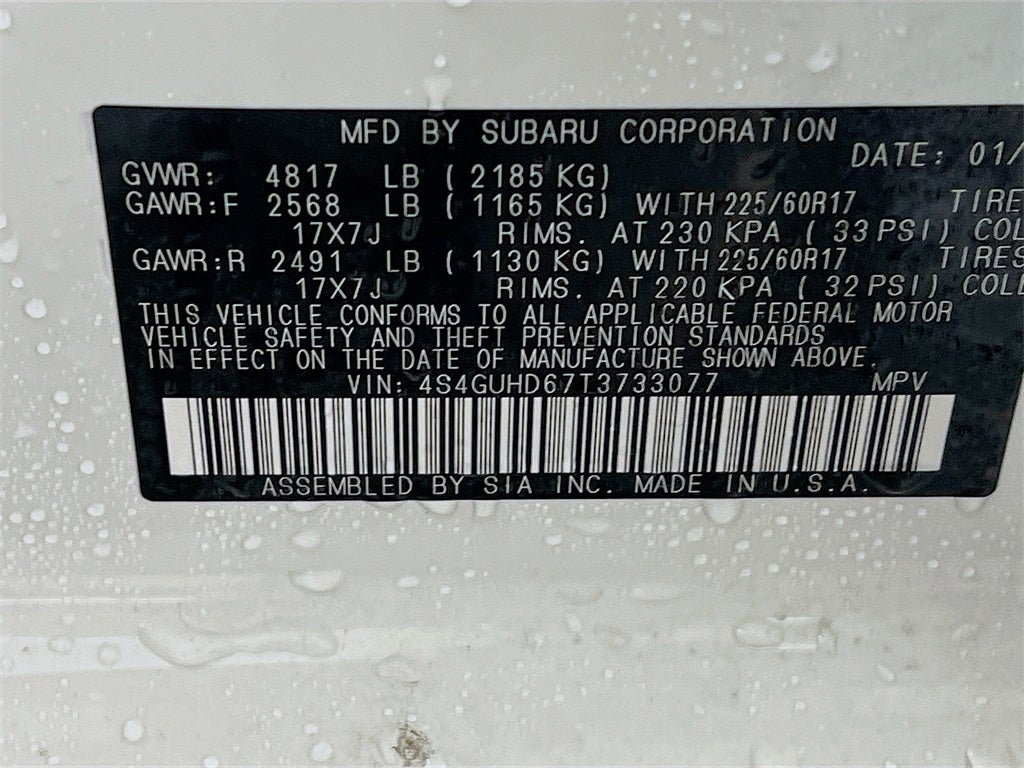 MFD BY SUBARU CORPORATION
DATE: 01/
GVWR: 4817 LB ( 2185 KG)
GAWR:F 2568 LB ( 1165 KG) WITH 225/60R17 TIRE
17X7J RIMS. AT 230 KPA ( 33 PSI) COL
GAWR:R 2491 LB ( 1130 KG) WITH 225/60R17 TIRES
17X7J RIMS. AT 220 KPA ( 32 PSI) COLD
THIS VEHICLE CONFORMS TO ALL APPLICABLE FEDERAL MOTOR
VEHICLE SAFETY AND THEFT PREVENTION STANDARDS
IN EFFECT ON THE DATE OF MANUFACTURE SHOWN ABOVE.
VIN: 4S4GUHD67T3733077 MPV
ASSEMBLED BY SIA INC. MADE IN U.S.A.